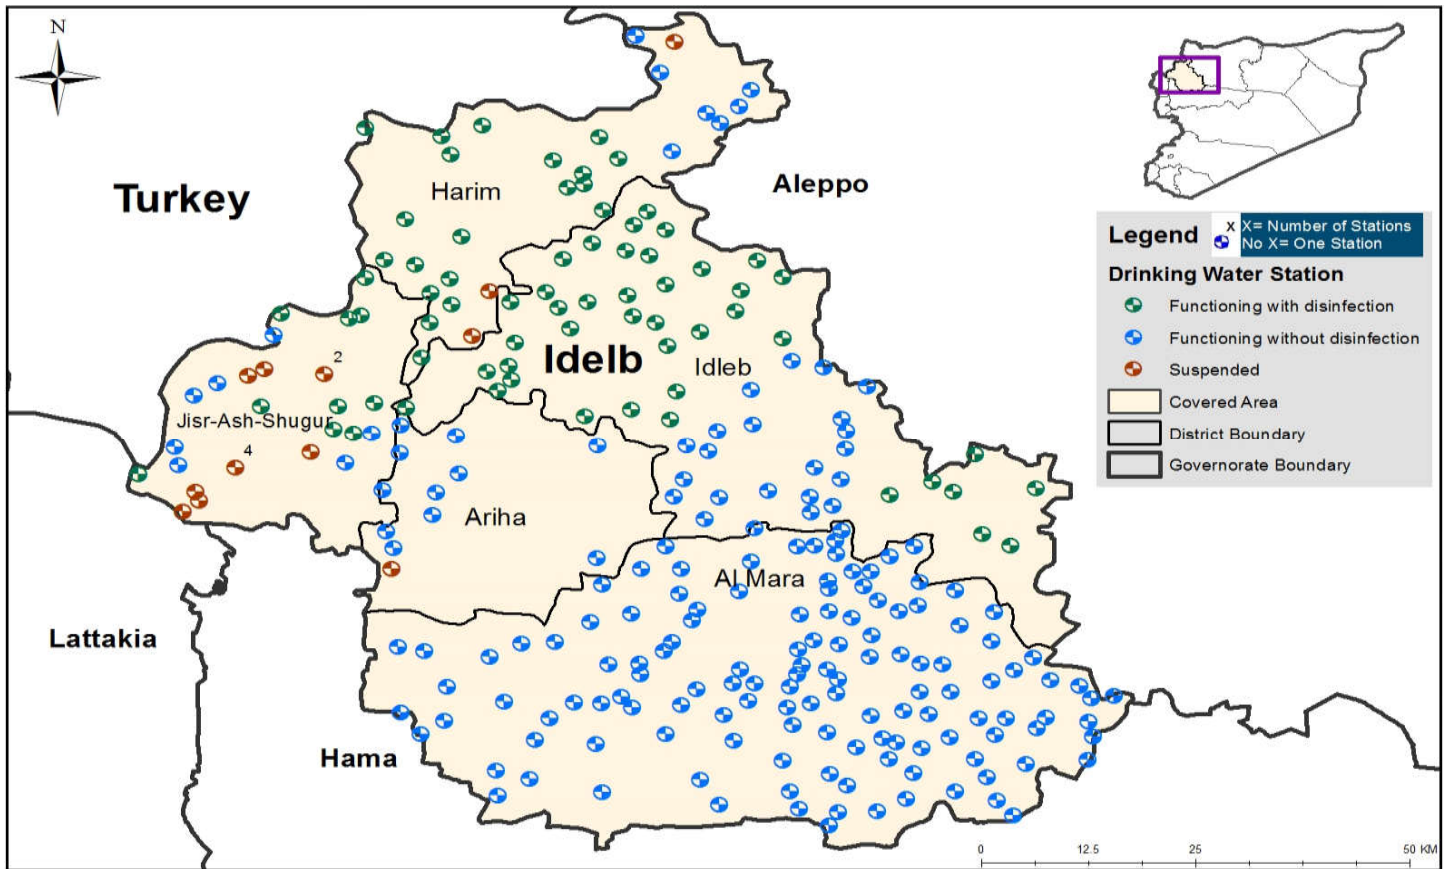 N
Turkey
Harim
Aleppo
Legend
X
X= Number of Stations
No X= One Station
Drinking Water Station
Functioning with disinfection
Functioning without disinfection
Suspended
Covered Area
District Boundary
Governorate Boundary
2
Idelb
Idleb
Jisr-Ash-Shugur
4
Ariha
Al Mara
Lattakia
Hama
0 12.5 25 50 KM